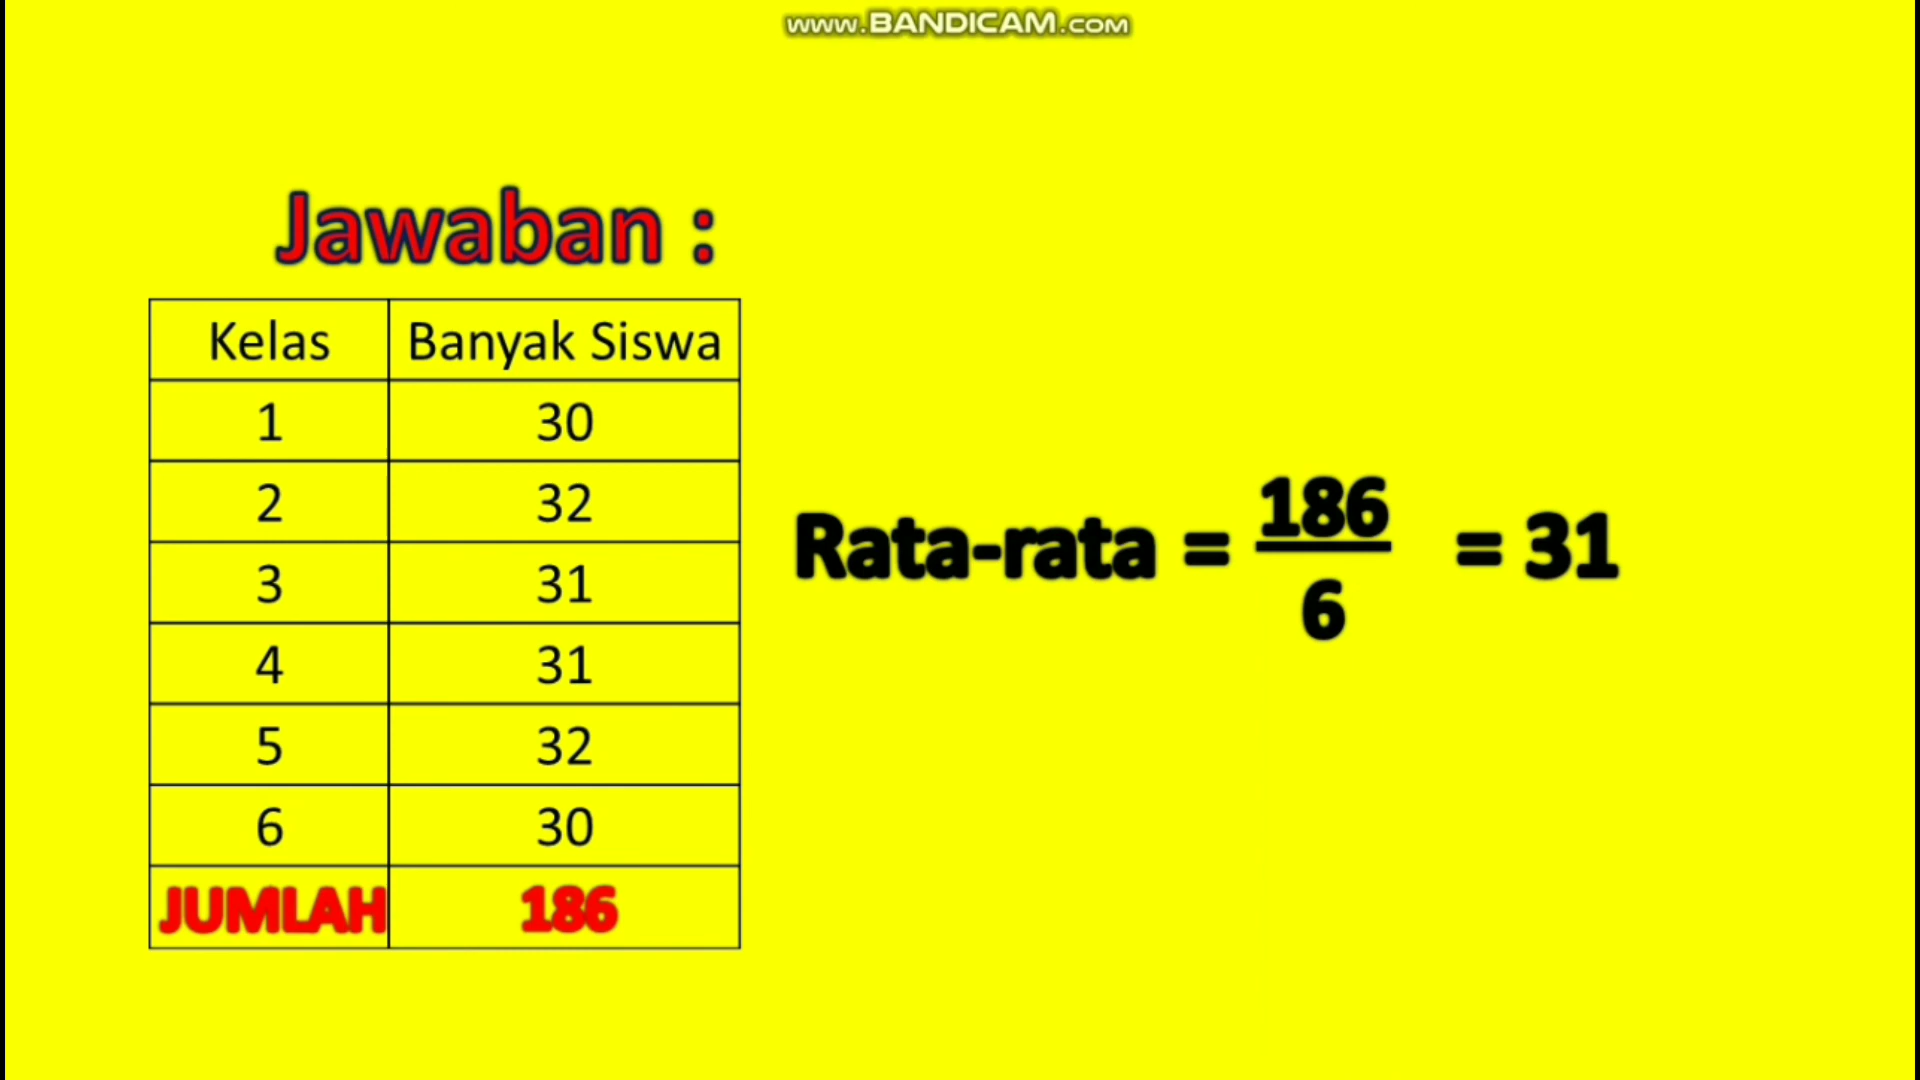 www.BANDICAM.com
Jawaban :
Kelas Banyak Siswa
1 30
2 32
3 31
4 31
5 32
6 30
JUMLAH 186
Rata-rata = 186 = 31
6